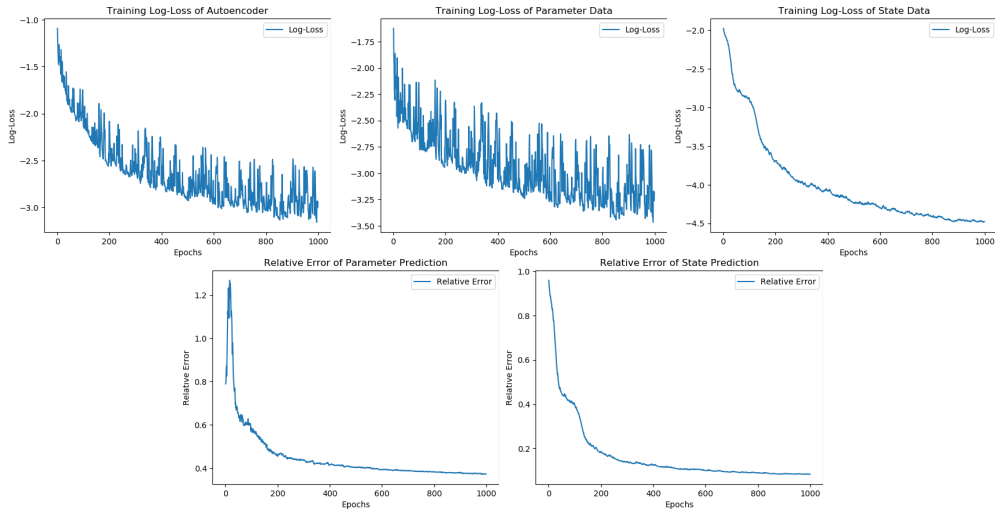 Training Log-Loss of Autoencoder
Log-Loss
−1.0
−1.5
−2.0
−2.5
−3.0
Log-Loss
0
200
400
600
800
1000
Epochs
Training Log-Loss of Parameter Data
Log-Loss
−1.75
−2.00
−2.25
−2.50
−2.75
−3.00
−3.25
−3.50
Log-Loss
0
200
400
600
800
1000
Epochs
Training Log-Loss of State Data
Log-Loss
−2.0
−2.5
−3.0
−3.5
−4.0
−4.5
Log-Loss
0
200
400
600
800
1000
Epochs
Relative Error of Parameter Prediction
Relative Error
1.2
1.0
0.8
0.6
0.4
Relative Error
0
200
400
600
800
1000
Epochs
Relative Error of State Prediction
Relative Error
1.0
0.8
0.6
0.4
0.2
Relative Error
0
200
400
600
800
1000
Epochs